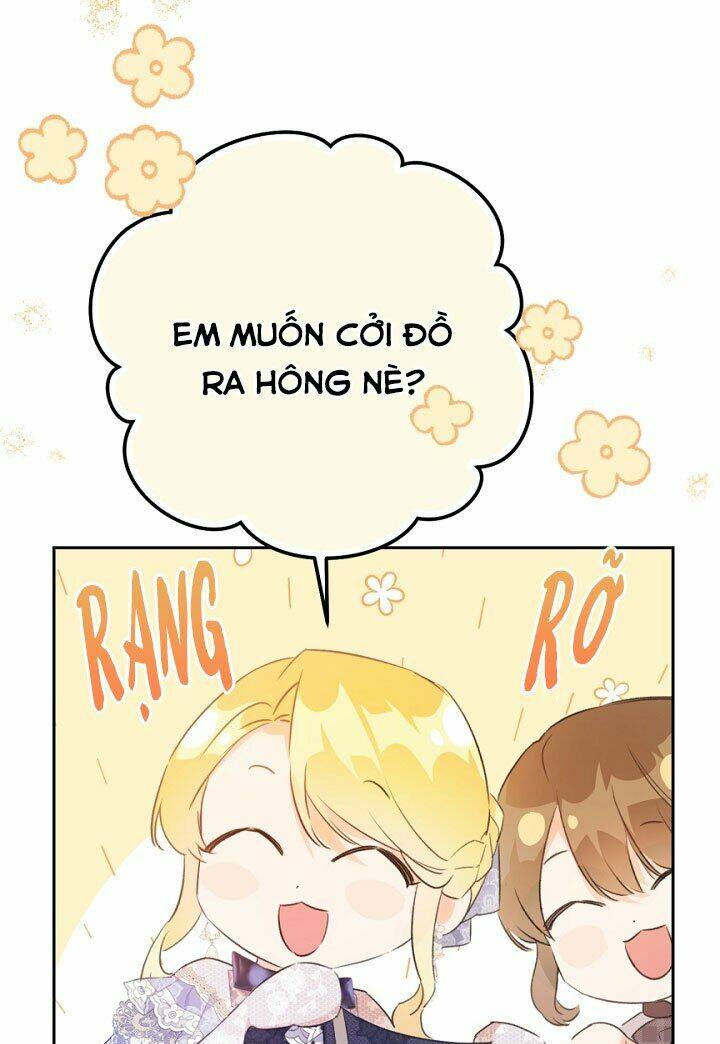 EM MUỐN CỞI ĐỒ
RA HÔNG NÈ?
RẠNG RỠ